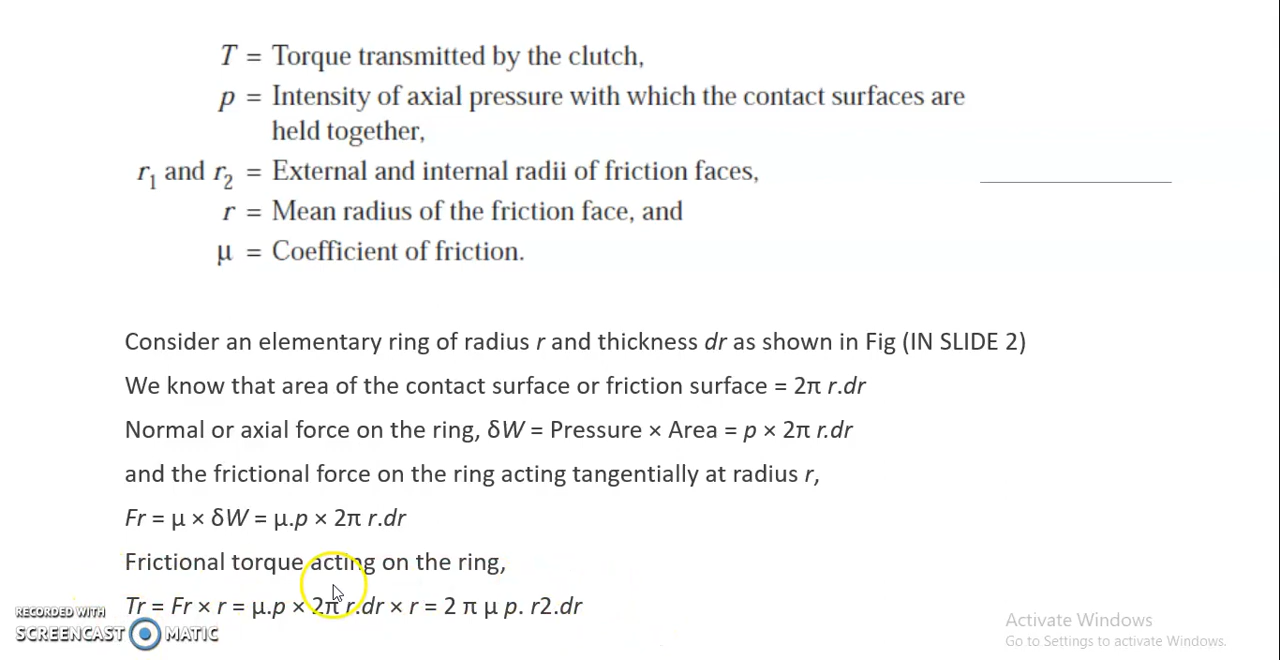 T = Torque transmitted by the clutch,
p = Intensity of axial pressure with which the contact surfaces are
held together,
r₁ and r₂ = External and internal radii of friction faces,
r = Mean radius of the friction face, and
μ = Coefficient of friction.
Consider an elementary ring of radius r and thickness dr as shown in Fig (IN SLIDE 2)
We know that area of the contact surface or friction surface = 2π r.dr
Normal or axial force on the ring, δW = Pressure × Area = p × 2π r.dr
and the frictional force on the ring acting tangentially at radius r,
Fr = μ × δW = μ.p × 2π r.dr
Frictional torque acting on the ring,
Tr = Fr × r = μ.p × 2π r.dr × r = 2 π μ p. r2.dr
RECORDED WITH
SCREENCAST MATIC
Activate Windows
Go to Settings to activate Windows.